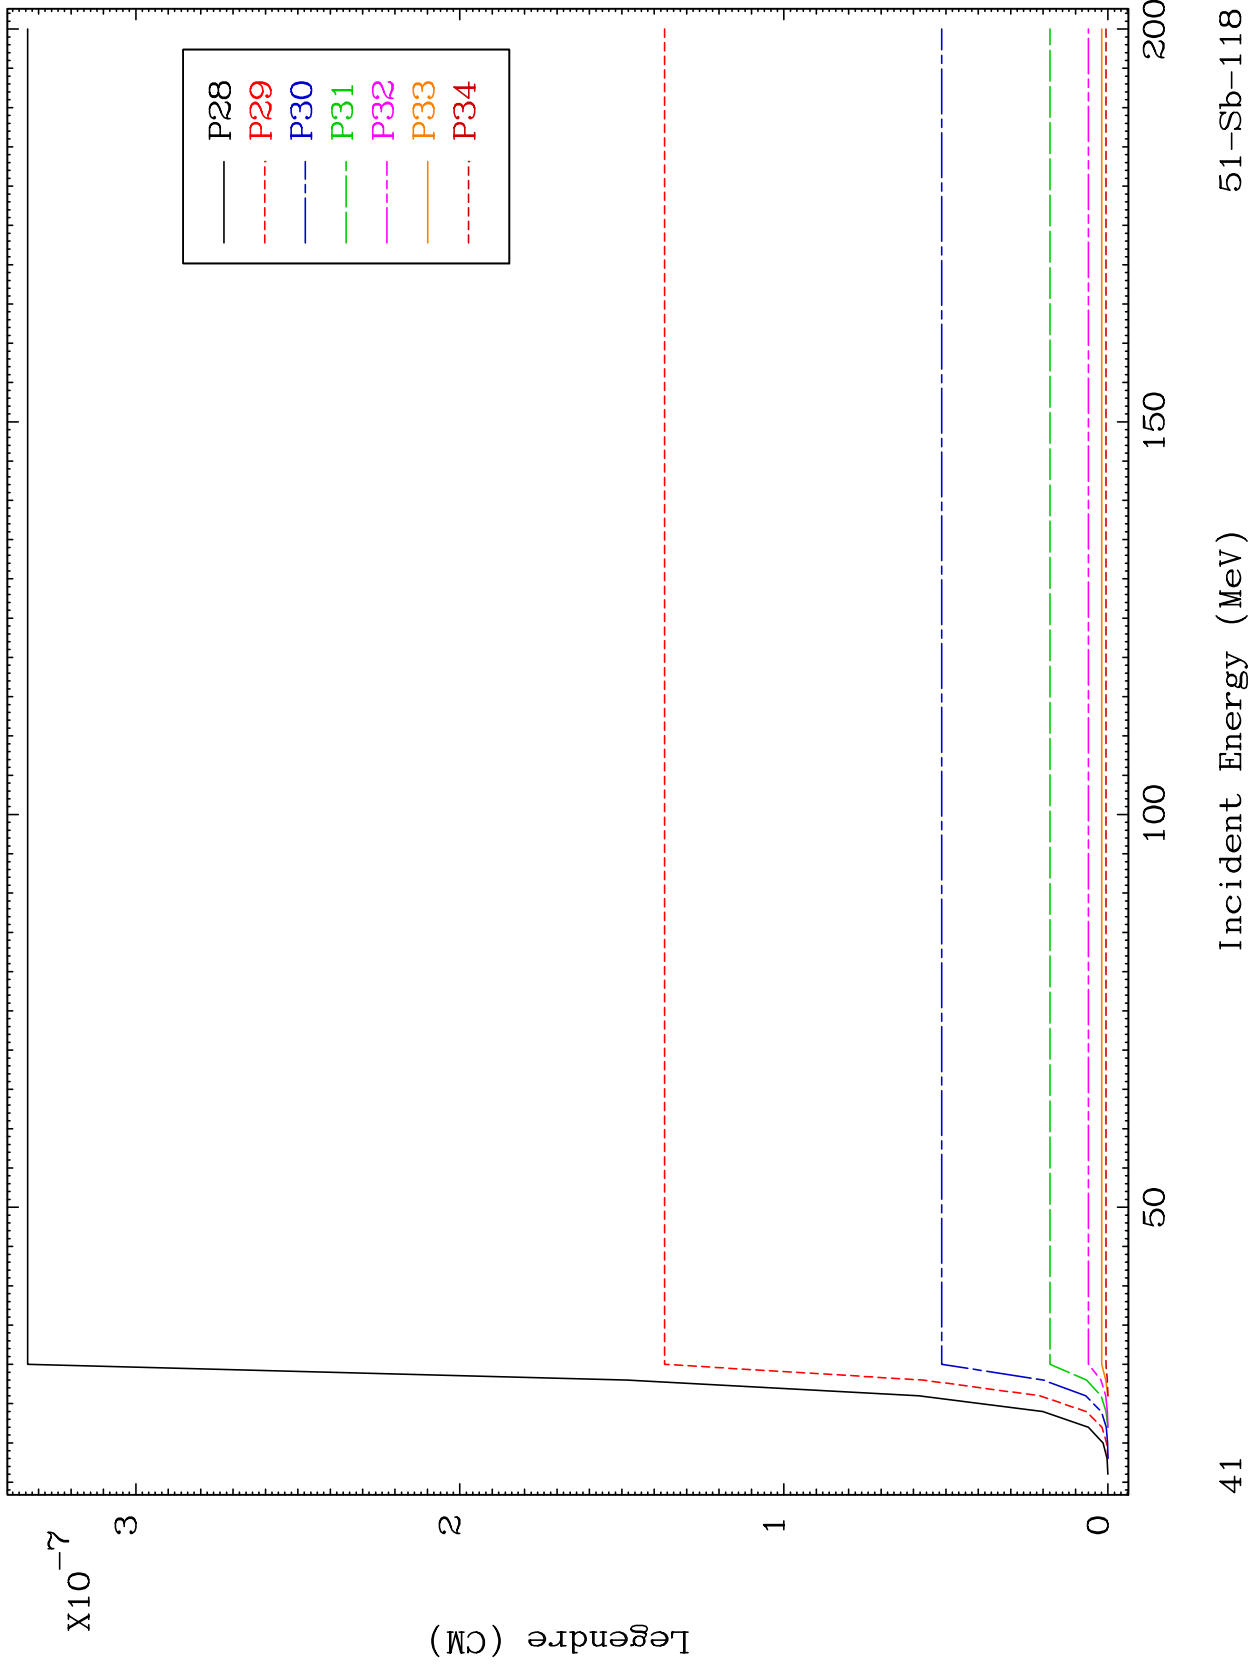 X10-7
Legendre (CM)
3
2
1
0
P28
P29
P30
P31
P32
P33
P34
50
100
150
200
Incident Energy (MeV)
41
51-Sb-118